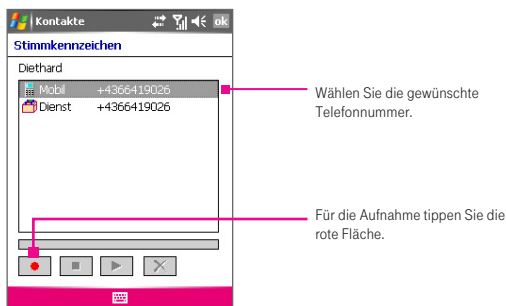 Kontakte
ok
Stimmkennzeichen
Diethard
Mobil +4366419026
Dienst +4366419026
Wählen Sie die gewünschte
Telefonnummer.
Für die Aufnahme tippen Sie die
rote Fläche.